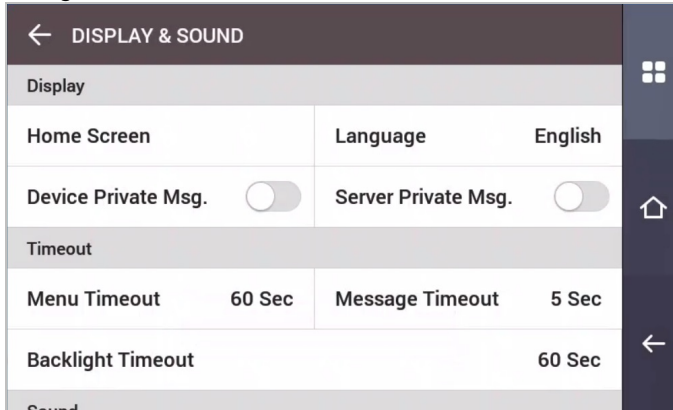 DISPLAY & SOUND
Display
Home Screen
Language English
Device Private Msg.
Server Private Msg.
Timeout
Menu Timeout 60 Sec
Message Timeout 5 Sec
Backlight Timeout 60 Sec
Sound